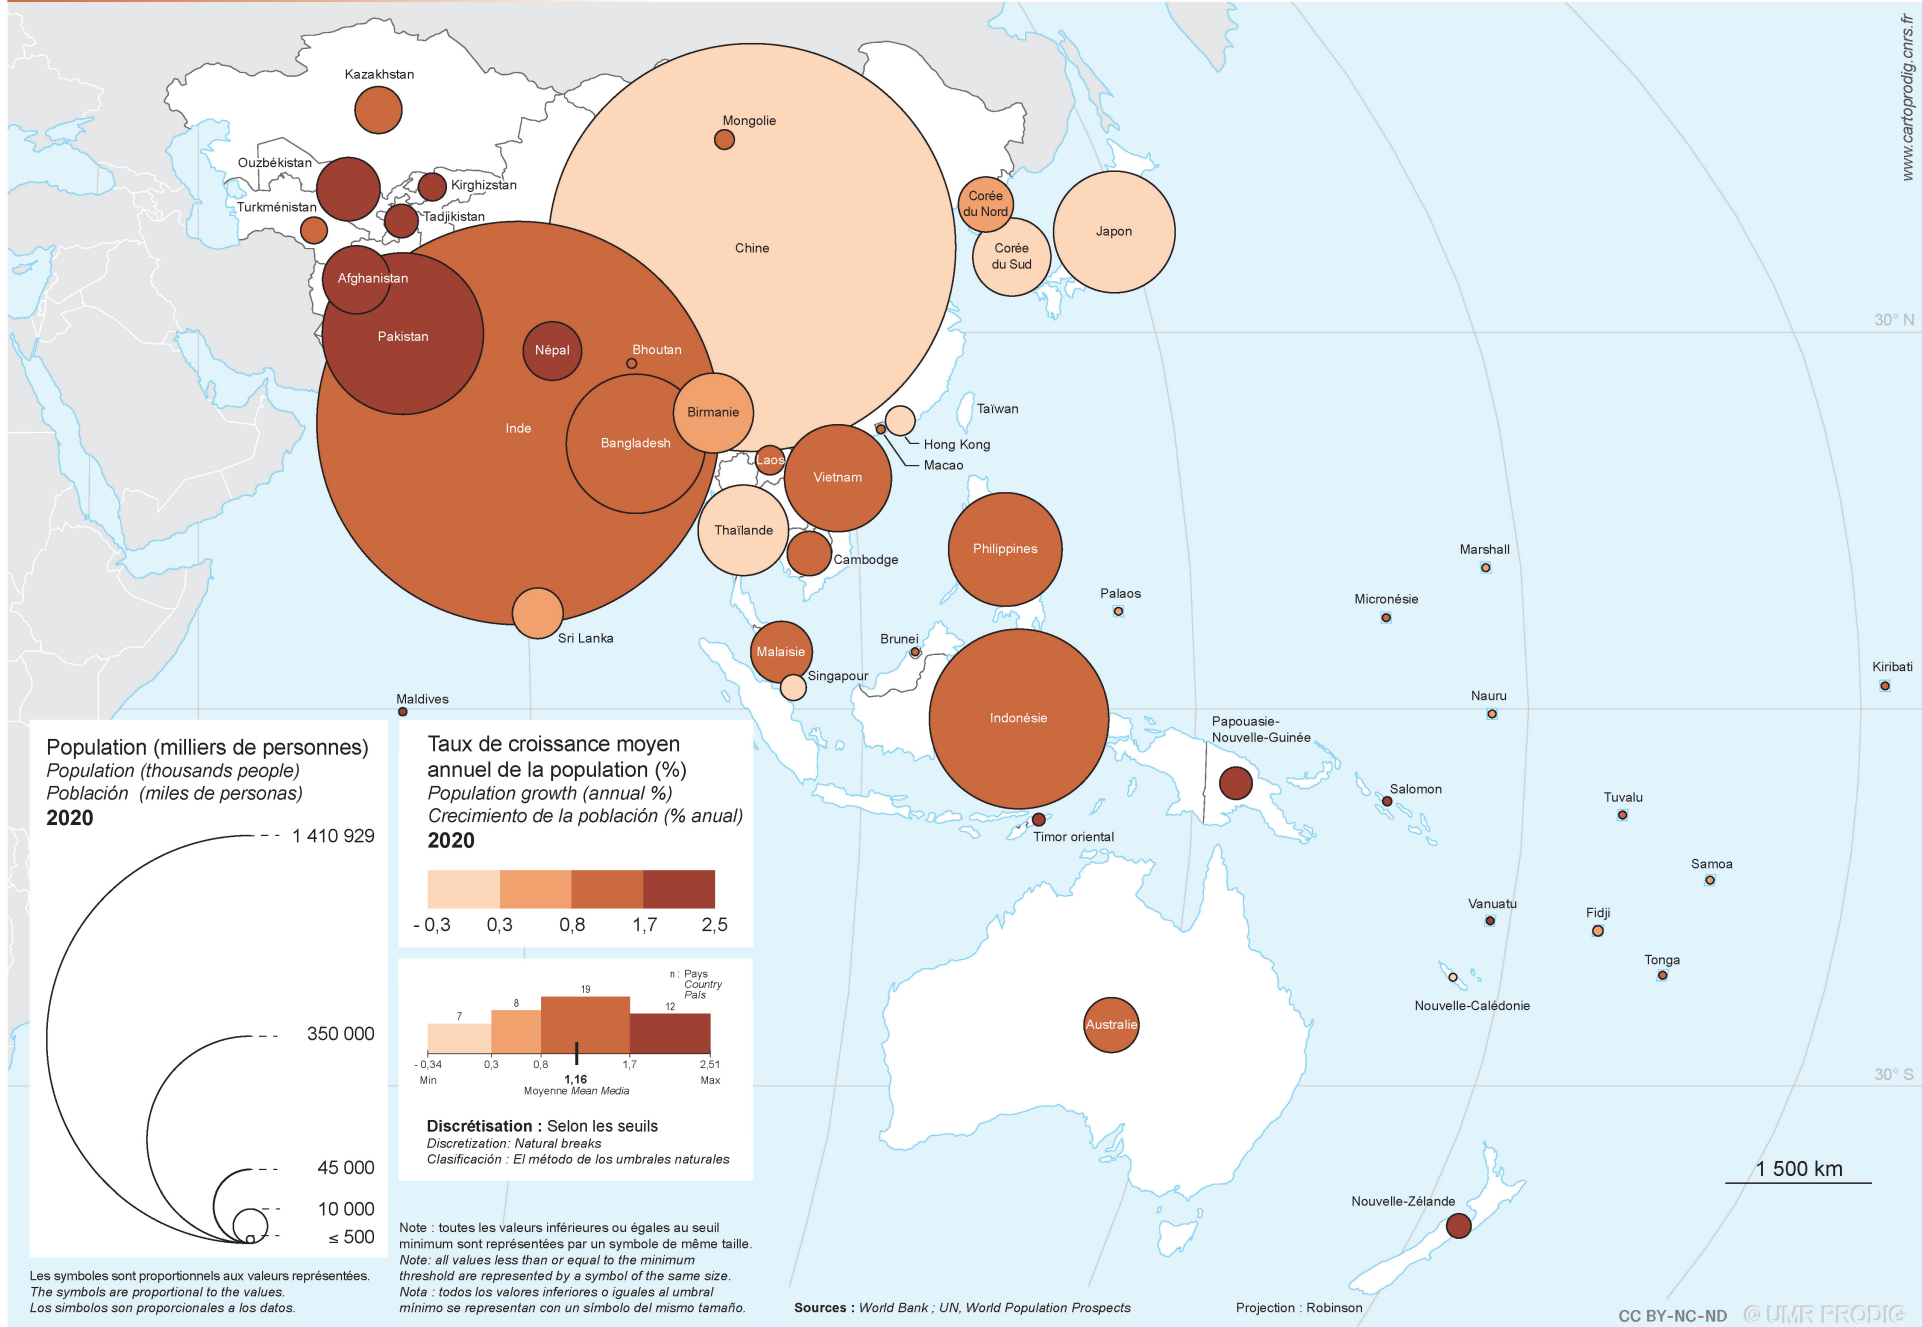 www.cartoprodig.cnrs.fr
Kazakhstan
Mongolie
Ouzbékistan
Kirghizstan
Turkménistan
Tadjikistan
Corée
du Nord
Japon
Chine
Corée
du Sud
Afghanistan
Pakistan
30° N
Népal
Bhoutan
Birmanie
Taïwan
Inde
Bangladesh
Hong Kong
Laos
Macao
Vietnam
Thaïlande
Cambodge
Philippines
Marshall
Palaos
Micronésie
Sri Lanka
Brunei
Malaisie
Singapour
Kiribati
Maldives
Nauru
Indonésie
Papouasie-
Nouvelle-Guinée
Salomon
Tuvalu
Timor oriental
Samoa
Vanuatu
Fidji
Tonga
Nouvelle-Calédonie
Australie
30° S
Nouvelle-Zélande
1 500 km
Population (milliers de personnes)
Population (thousands people)
Población (miles de personas)
2020
1 410 929
350 000
45 000
10 000
≤ 500
Les symboles sont proportionnels aux valeurs représentées.
The symbols are proportional to the values.
Los simbolos son proporcionales a los datos.
Taux de croissance moyen
annuel de la population (%)
Population growth (annual %)
Crecimiento de la población (% anual)
2020
- 0,3 0,3 0,8 1,7 2,5
n : Pays
Country
País
7 8 19 12
- 0,34 0,3 0,8 1,7 2,51
Min 1,16 Max
Moyenne Mean Media
Discrétisation : Selon les seuils
Discretization: Natural breaks
Clasificación : El método de los umbrales naturales
Note : toutes les valeurs inférieures ou égales au seuil
minimum sont représentées par un symbole de même taille.
Note: all values less than or equal to the minimum
threshold are represented by a symbol of the same size.
Nota : todos los valores inferiores o iguales al umbral
mínimo se representan con un símbolo del mismo tamaño.
Sources : World Bank ; UN, World Population Prospects
Projection : Robinson
CC BY-NC-ND © UMR PRODIG